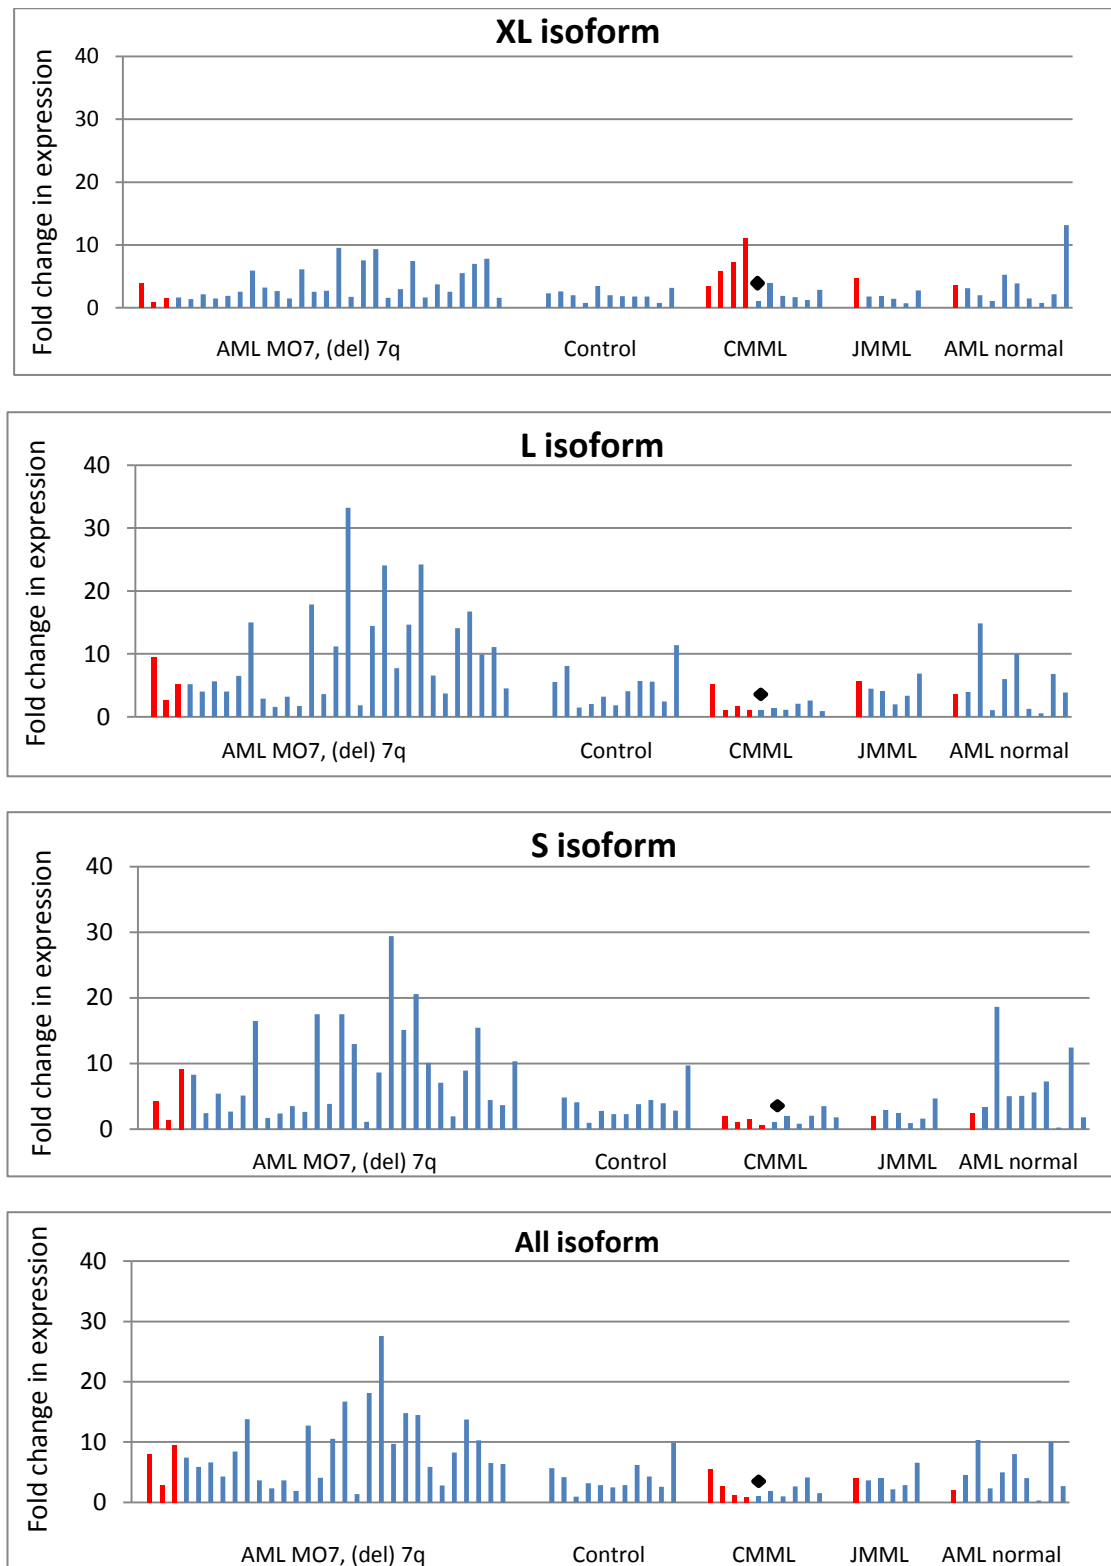 XL isoform
Fold change in expression
40
30
20
10
0
AML MO7, (del) 7q Control CMML JMML AML normal
L isoform
Fold change in expression
40
30
20
10
0
AML MO7, (del) 7q Control CMML JMML AML normal
S isoform
Fold change in expression
40
30
20
10
0
AML MO7, (del) 7q Control CMML JMML AML normal
All isoform
Fold change in expression
40
30
20
10
0
AML MO7, (del) 7q Control CMML JMML AML normal